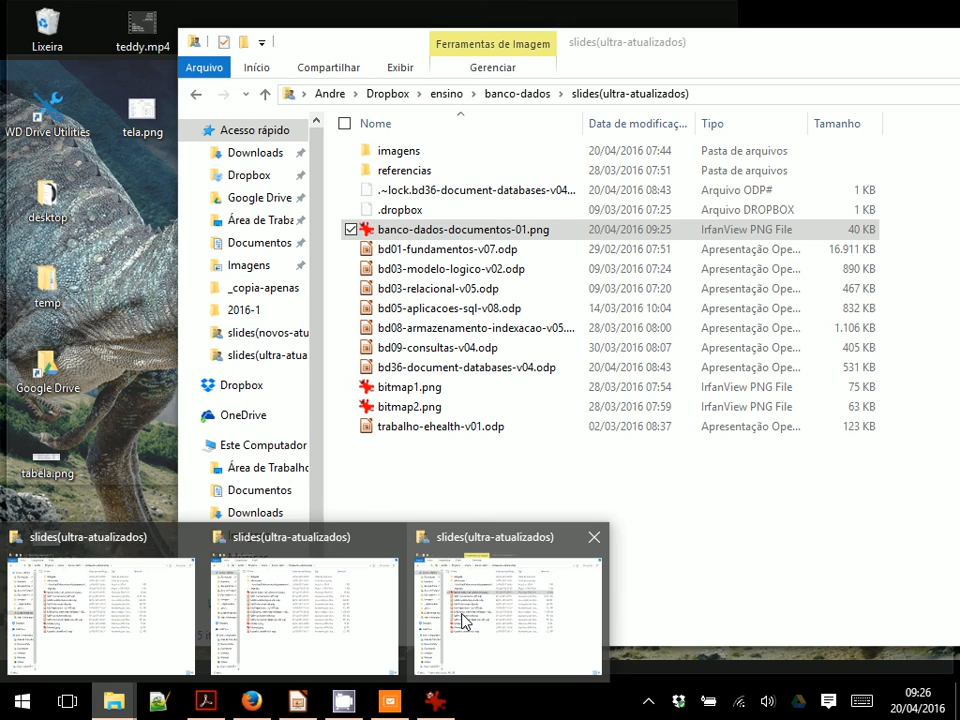 Lixeira
teddy.mp4
WD Drive Utilities
tela.png
desktop
temp
Google Drive
tabela.png
Ferramentas de Imagem
slides(ultra-atualizados)
Arquivo
Início
Compartilhar
Exibir
Gerenciar
Andre
Dropbox
ensino
banco-dados
slides(ultra-atualizados)
Acesso rápido
Downloads
Dropbox
Google Drive
Área de Traba
Documentos
Imagens
_copia-apenas
2016-1
slides(novos-atu
slides(ultra-atua
Dropbox
OneDrive
Este Computador
Área de Trabalho
Documentos
Downloads
Nome Data de modificaç... Tipo Tamanho
imagens 20/04/2016 07:44 Pasta de arquivos
referencias 28/03/2016 07:51 Pasta de arquivos
.~lock.bd36-document-databases-v04... 20/04/2016 08:43 Arquivo ODP# 1 KB
.dropbox 09/03/2016 07:25 Arquivo DROPBOX 1 KB
banco-dados-documentos-01.png 20/04/2016 09:25 IrfanView PNG File 40 KB
bd01-fundamentos-v07.odp 29/02/2016 07:51 Apresentação Ope... 16.911 KB
bd03-modelo-logico-v02.odp 09/03/2016 07:24 Apresentação Ope... 890 KB
bd03-relacional-v05.odp 09/03/2016 07:20 Apresentação Ope... 467 KB
bd05-aplicacoes-sql-v08.odp 14/03/2016 10:04 Apresentação Ope... 832 KB
bd08-armazenamento-indexacao-v05.... 28/03/2016 08:00 Apresentação Ope... 1.106 KB
bd09-consultas-v04.odp 30/03/2016 08:07 Apresentação Ope... 405 KB
bd36-document-databases-v04.odp 20/04/2016 08:43 Apresentação Ope... 531 KB
bitmap1.png 28/03/2016 07:54 IrfanView PNG File 75 KB
bitmap2.png 28/03/2016 07:59 IrfanView PNG File 63 KB
trabalho-ehealth-v01.odp 02/03/2016 08:37 Apresentação Ope... 123 KB
slides(ultra-atualizados)
slides(ultra-atualizados)
slides(ultra-atualizados)
09:26
20/04/2016